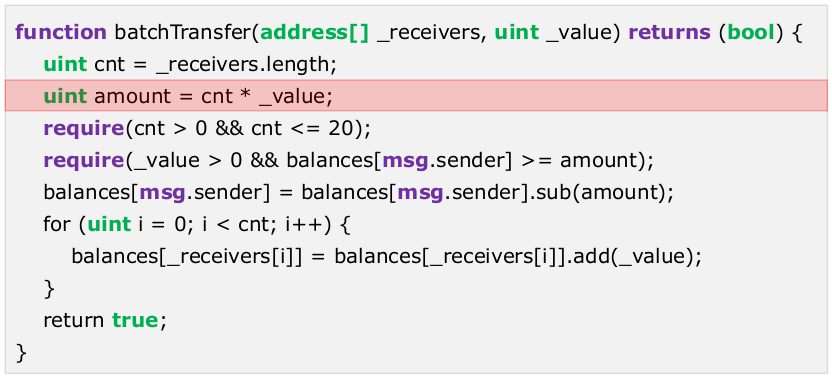 function batchTransfer(address[] _receivers, uint _value) returns (bool) {
uint cnt = _receivers.length;
uint amount = cnt * _value;
require(cnt > 0 && cnt <= 20);
require(_value > 0 && balances[msg.sender] >= amount);
balances[msg.sender] = balances[msg.sender].sub(amount);
for (uint i = 0; i < cnt; i++) {
balances[_receivers[i]] = balances[_receivers[i]].add(_value);
}
return true;
}